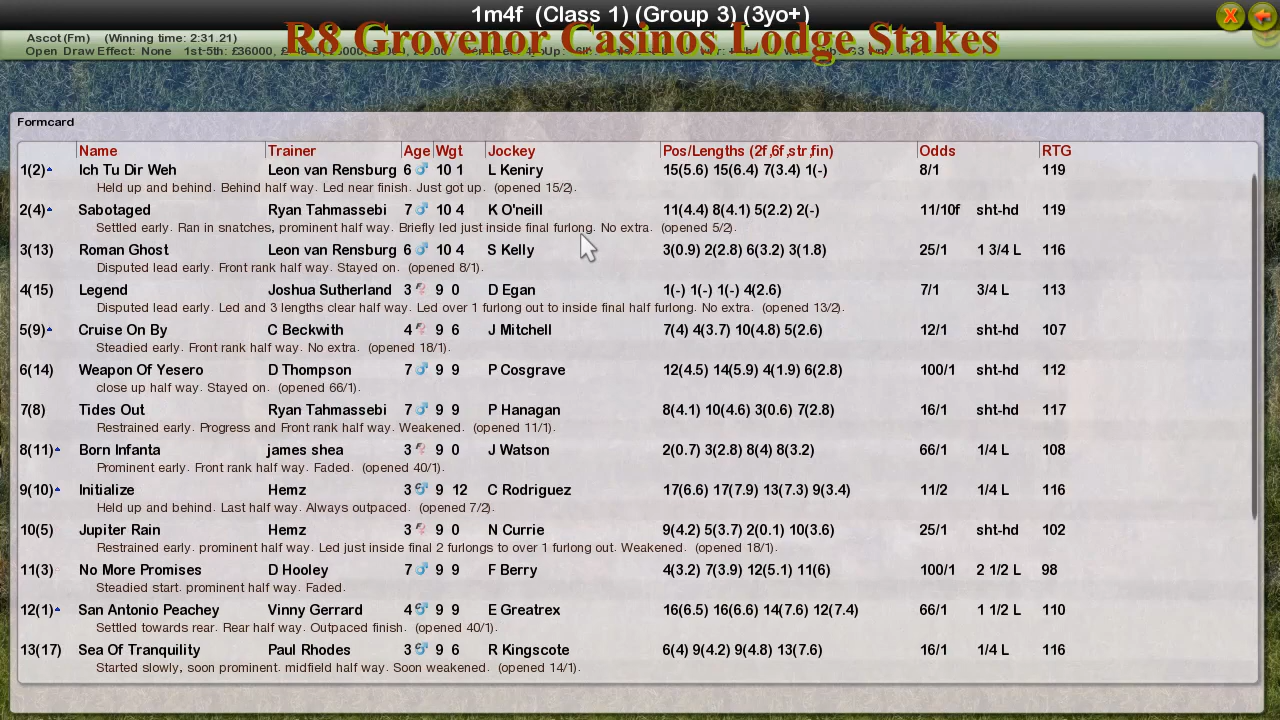 1m4f (Class 1) (Group 3) (3yo+)
R8 Grovenor Casinos Lodge Stakes
Ascot(Fm) (Winning time: 2:31.21)
Open Draw Effect: None 1st-5th: £36000,
Formcard
Name Trainer Age Wgt Jockey Pos/Lengths (2f,6f,str,fin) Odds RTG
1(2) Ich Tu Dir Weh Leon van Rensburg 6 10 1 L Keniry 15(5.6) 15(6.4) 7(3.4) 1(-) 8/1 119
Held up and behind. Behind half way. Led near finish. Just got up. (opened 15/2).
2(4) Sabotaged Ryan Tahmassebi 7 10 4 K O'neill 11(4.4) 8(4.1) 5(2.2) 2(-) 11/10f sht-hd 119
Settled early. Ran in snatches, prominent half way. Briefly led just inside final furlong. No extra. (opened 5/2).
3(13) Roman Ghost Leon van Rensburg 6 10 4 S Kelly 3(0.9) 2(2.8) 6(3.2) 3(1.8) 25/1 1 3/4 L 116
Disputed lead early. Front rank half way. Stayed on. (opened 8/1).
4(15) Legend Joshua Sutherland 3 9 0 D Egan 1(-) 1(-) 1(-) 4(2.6) 7/1 3/4 L 113
Disputed lead early. Led and 3 lengths clear half way. Led over 1 furlong out to inside final half furlong. No extra. (opened 13/2).
5(9) Cruise On By C Beckwith 4 9 6 J Mitchell 7(4) 4(3.7) 10(4.8) 5(2.6) 12/1 sht-hd 107
Steadied early. Front rank half way. No extra. (opened 18/1).
6(14) Weapon Of Yesero D Thompson 7 9 9 P Cosgrave 12(4.5) 14(5.9) 4(1.9) 6(2.8) 100/1 sht-hd 112
close up half way. Stayed on. (opened 66/1).
7(8) Tides Out Ryan Tahmassebi 7 9 9 P Hanagan 8(4.1) 10(4.6) 3(0.6) 7(2.8) 16/1 sht-hd 117
Restrained early. Progress and Front rank half way. Weakened. (opened 11/1).
8(11) Born Infanta james shea 3 9 0 J Watson 2(0.7) 3(2.8) 8(4) 8(3.2) 66/1 1/4 L 108
Prominent early. Front rank half way. Faded. (opened 40/1).
9(10) Initialize Hemz 3 9 12 C Rodriguez 17(6.6) 17(7.9) 13(7.3) 9(3.4) 11/2 1/4 L 116
Held up and behind. Last half way. Always outpaced. (opened 7/2).
10(5) Jupiter Rain Hemz 3 9 0 N Currie 9(4.2) 5(3.7) 2(0.1) 10(3.6) 25/1 sht-hd 102
Restrained early. prominent half way. Led just inside final 2 furlongs to over 1 furlong out. Weakened. (opened 18/1).
11(3) No More Promises D Hooley 7 9 9 F Berry 4(3.2) 7(3.9) 12(5.1) 11(6) 100/1 2 1/2 L 98
Steadied start. prominent half way. Faded.
12(1) San Antonio Peachey Vinny Gerrard 4 9 9 E Greatrex 16(6.5) 16(6.6) 14(7.6) 12(7.4) 66/1 1 1/2 L 110
Settled towards rear. Rear half way. Outpaced finish. (opened 40/1).
13(17) Sea Of Tranquility Paul Rhodes 3 9 6 R Kingscote 6(4) 9(4.2) 9(4.8) 13(7.6) 16/1 1/4 L 116
Started slowly, soon prominent. midfield half way. Soon weakened. (opened 14/1).